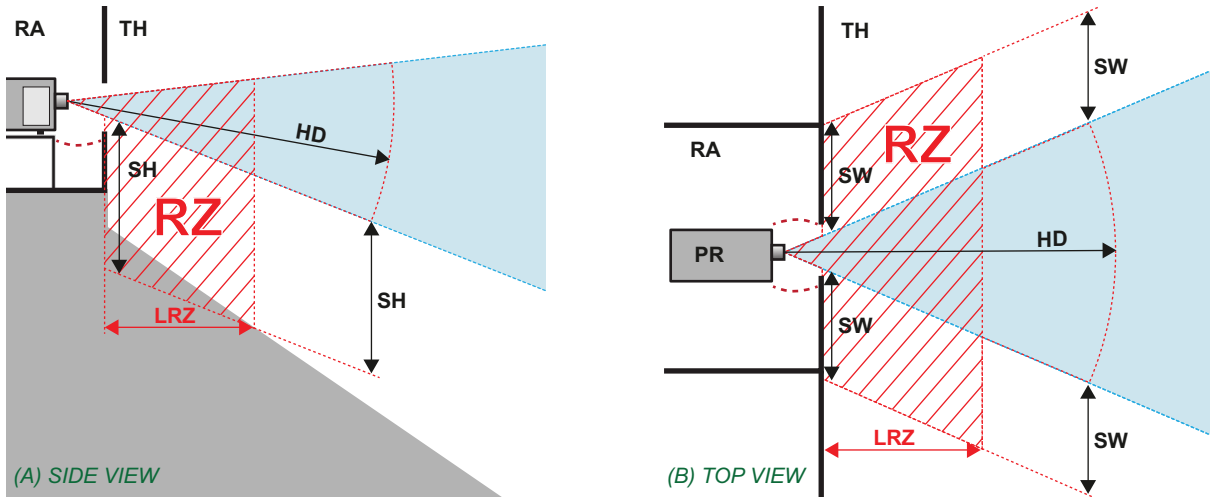 RA
TH
HD
SH
RZ
SH
LRZ
(A) SIDE VIEW
TH
SW
RZ
RA
SW
PR
HD
SW
LRZ
SW
(B) TOP VIEW